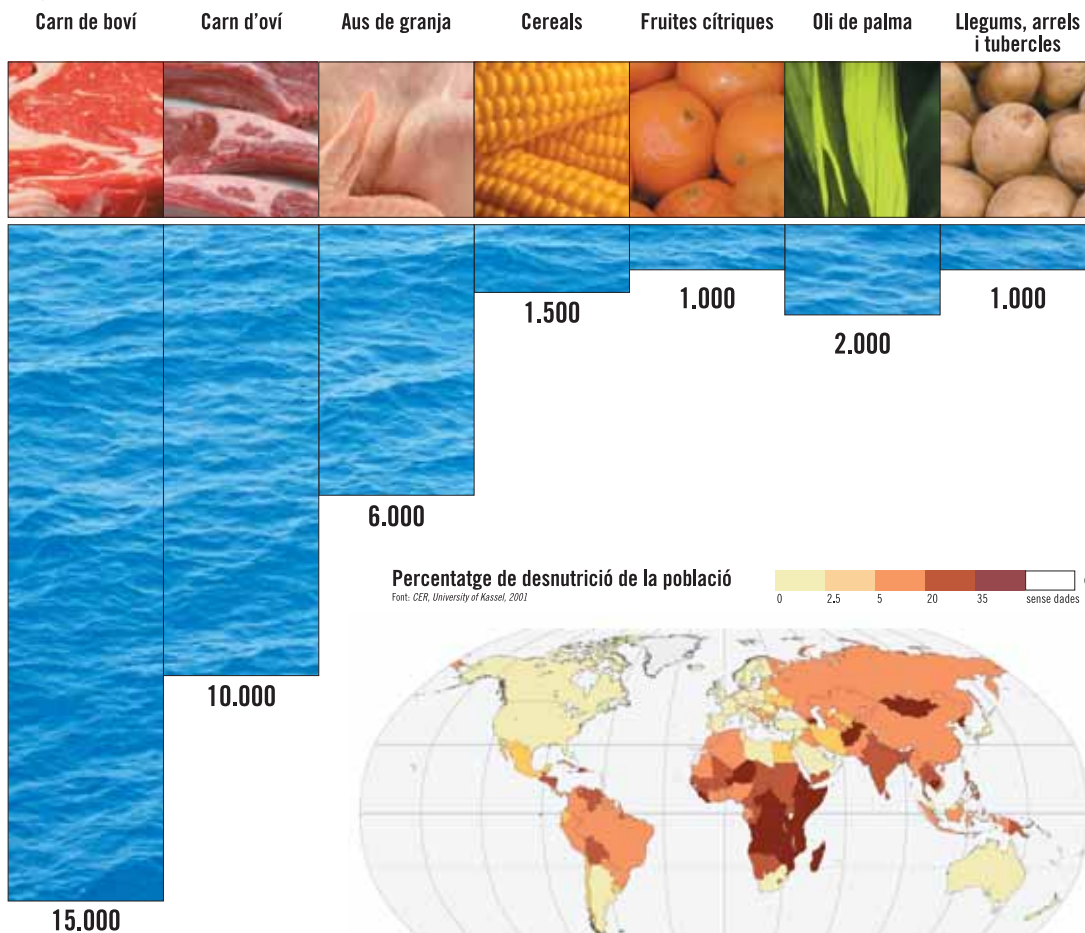 Carn de boví
Carn d'oví
Aus de granja
Cereals
Fruites cítriques
Oli de palma
Llegums, arrels
i tubercles
1.500
1.000
2.000
1.000
6.000
10.000
15.000
Percentatge de desnutrició de la població
Font: CER, University of Kassel, 2001
0 2.5 5 20 35 sense dades